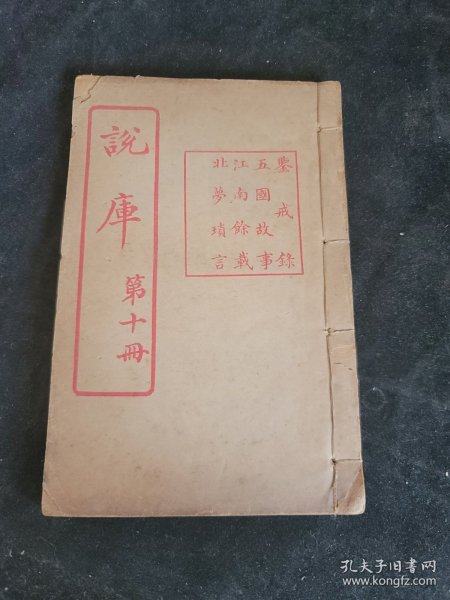 說庫
第十冊
鑒戒錄
五國故事
江南餘載
北夢瑣言
孔夫子旧书网
www.kongfz.com